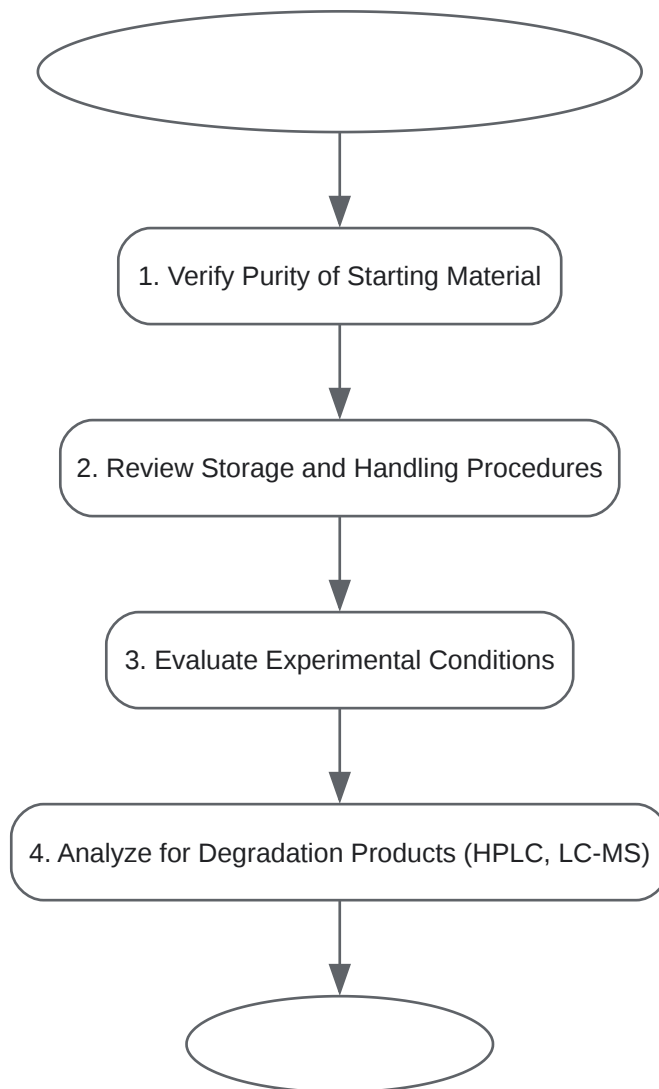 1. Verify Purity of Starting Material
2. Review Storage and Handling Procedures
3. Evaluate Experimental Conditions
4. Analyze for Degradation Products (HPLC, LC-MS)